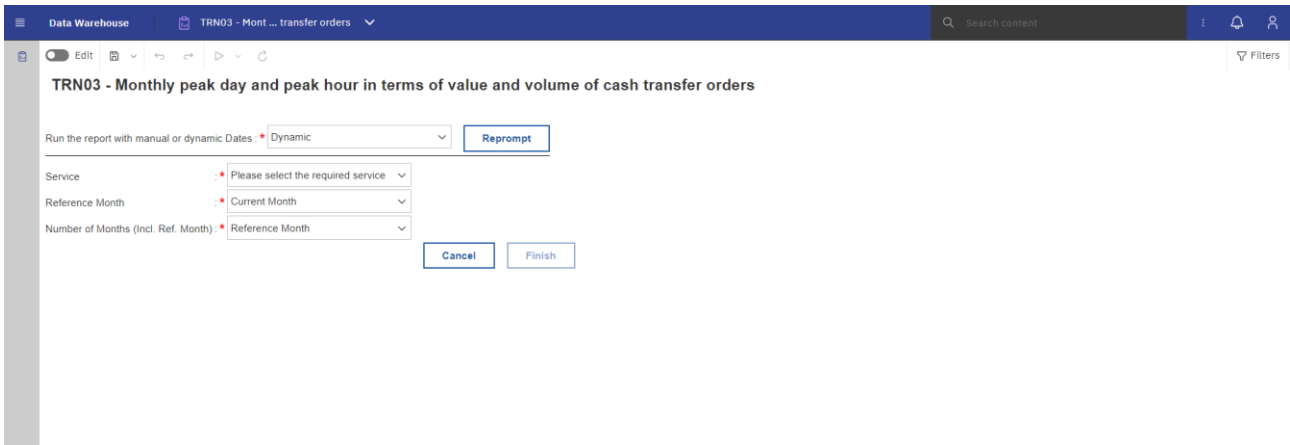 Data Warehouse TRN03 - Mont ... transfer orders Search content
Edit Filters
TRN03 - Monthly peak day and peak hour in terms of value and volume of cash transfer orders
Run the report with manual or dynamic Dates : * Dynamic Reprompt
Service : * Please select the required service
Reference Month : * Current Month
Number of Months (Incl. Ref. Month) : * Reference Month
Cancel Finish